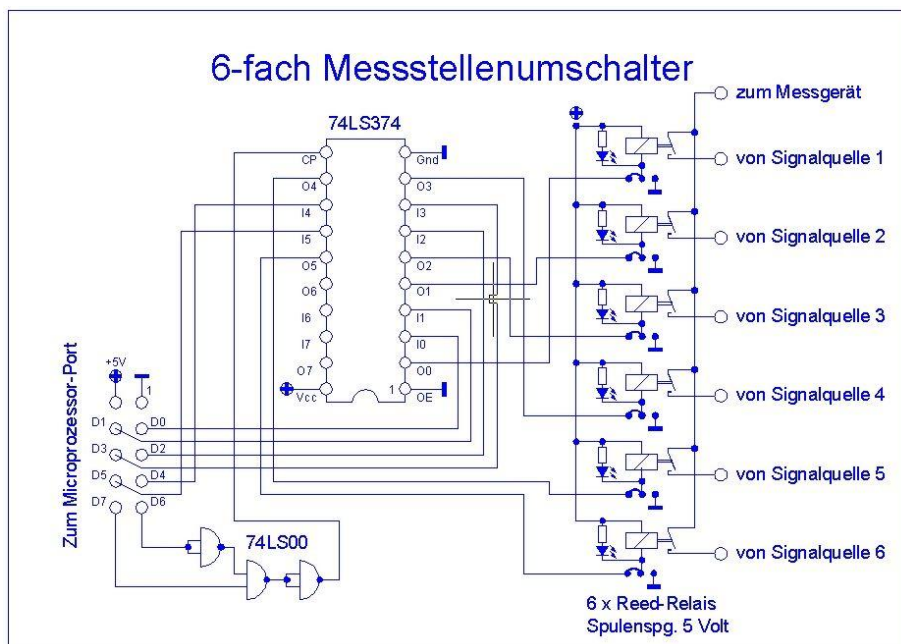 6-fach Messstellenumschalter
zum Messgerät
74LS374
CP
Gnd
von Signalquelle 1
O4
O3
I4
I3
I5
I2
von Signalquelle 2
O5
O2
O6
O1
I6
I1
von Signalquelle 3
I7
I0
O7
O0
Vcc
1
OE
von Signalquelle 4
Zum Microprozessor-Port
+5V
1
D1
D0
D3
D2
D5
D4
von Signalquelle 5
D7
D6
74LS00
von Signalquelle 6
6 x Reed-Relais
Spulenspg. 5 Volt